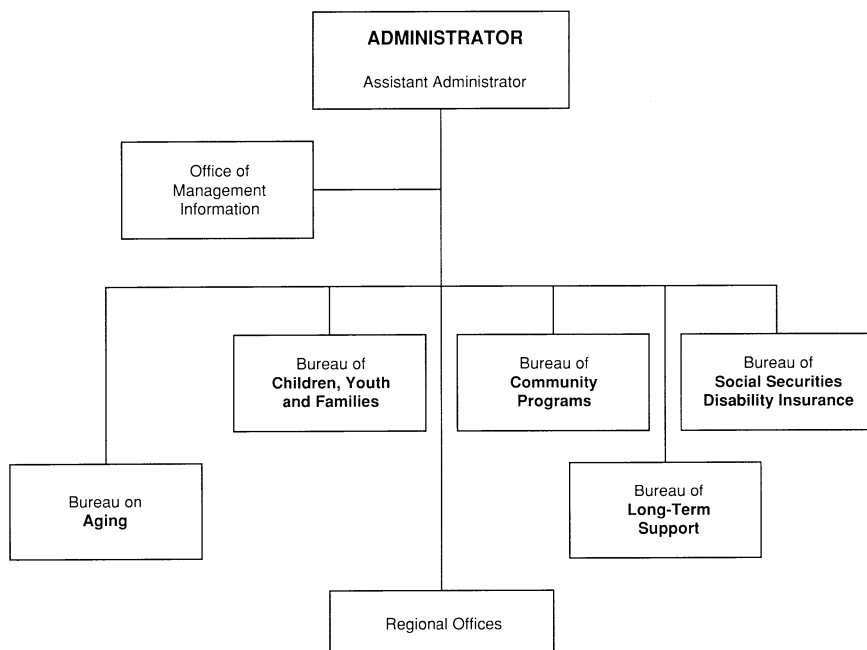 ADMINISTRATOR
Assistant Administrator
Office of
Management
Information
Bureau of
Children, Youth
and Families
Bureau of
Community
Programs
Bureau of
Social Securities
Disability Insurance
Bureau on
Aging
Bureau of
Long-Term
Support
Regional Offices